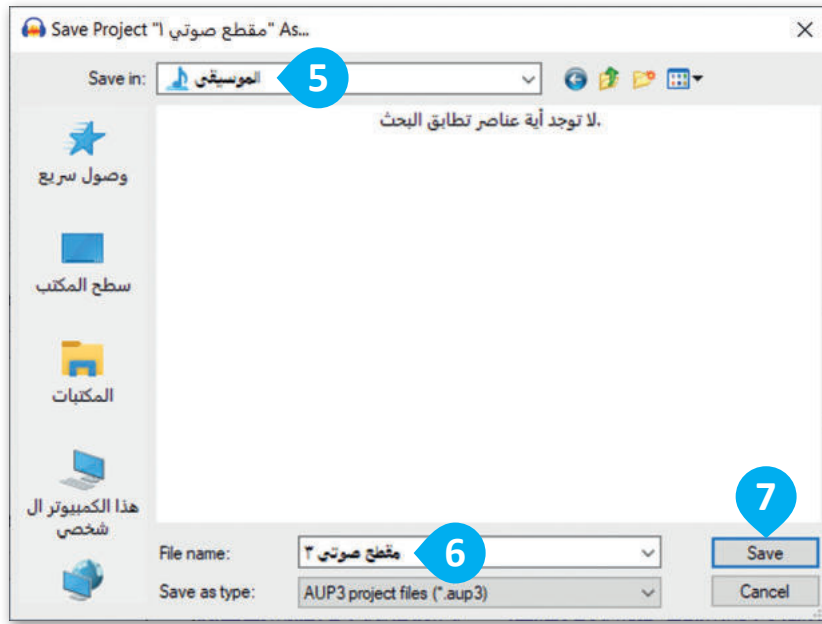 Save Project "مقطع صوتي ١" As...
Save in: الموسيقى 5
لا توجد أية عناصر تطابق البحث.
وصول سريع
سطح المكتب
المكتبات
هذا الكمبيوتر ال
شخصي
7
File name: مقطع صوتي ٣ 6 Save
Save as type: AUP3 project files (*.aup3) Cancel